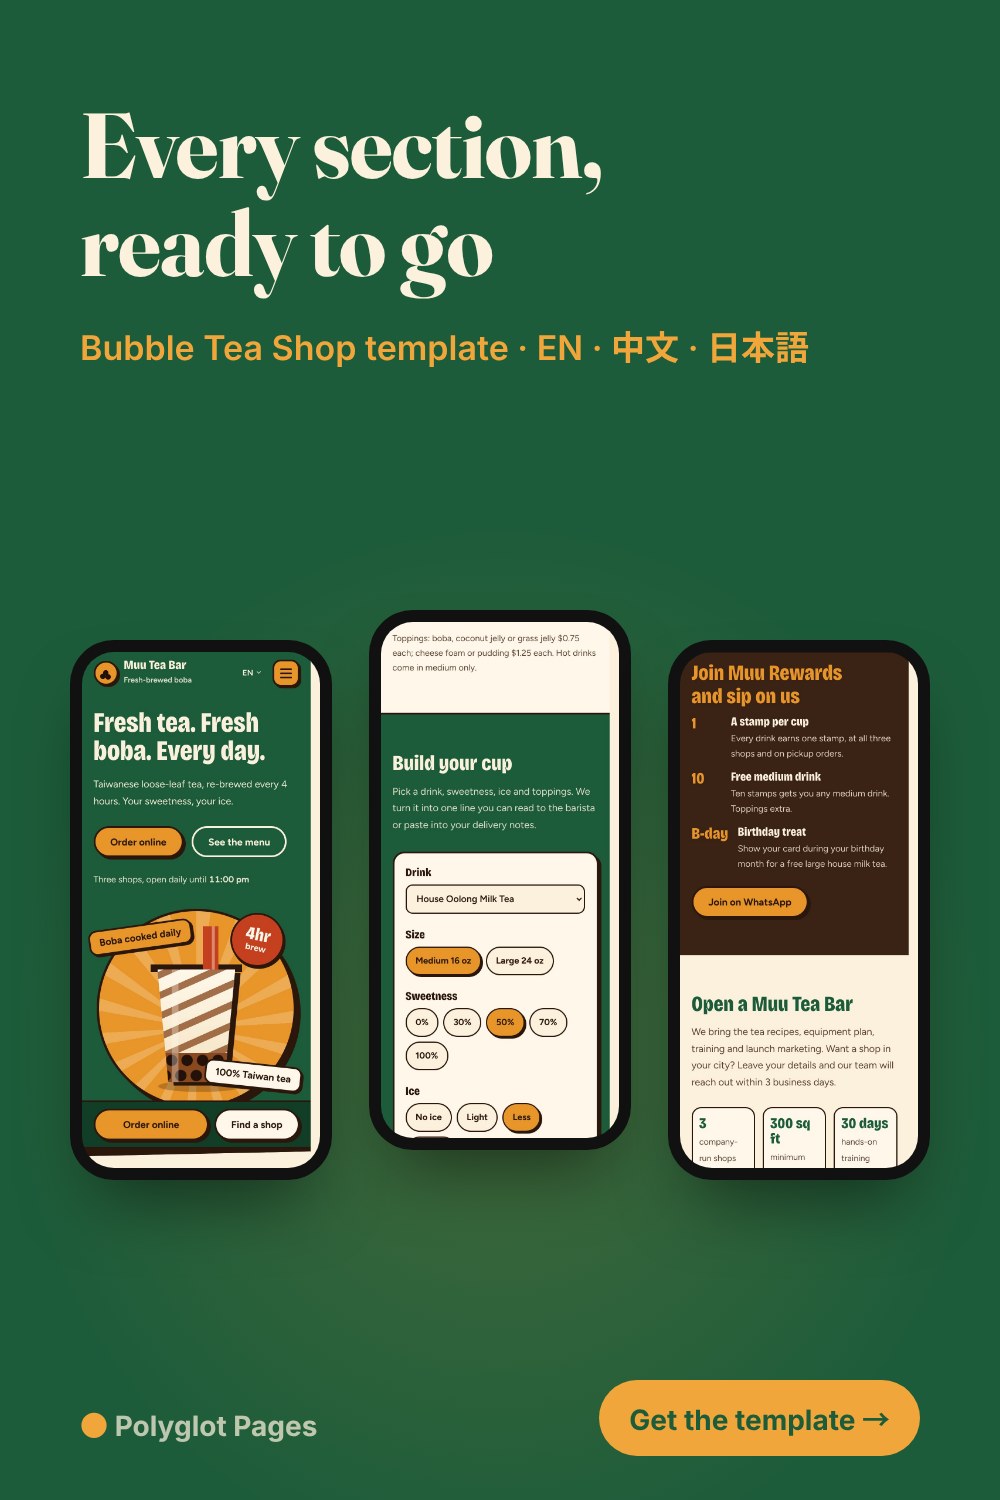 Every section,
ready to go
Bubble Tea Shop template · EN · 中文 · 日本語
Muu Tea Bar
Fresh-brewed boba
EN
Fresh tea. Fresh
boba. Every day.
Taiwanese loose-leaf tea, re-brewed every 4
hours. Your sweetness, your ice.
Order online
See the menu
Three shops, open daily until 11:00 pm
Boba cooked daily
4hr
brew
100% Taiwan tea
Order online
Find a shop
Toppings: boba, coconut jelly or grass jelly $0.75
each; cheese foam or pudding $1.25 each. Hot drinks
come in medium only.
Build your cup
Pick a drink, sweetness, ice and toppings. We
turn it into one line you can read to the barista
or paste into your delivery notes.
Drink
House Oolong Milk Tea
Size
Medium 16 oz
Large 24 oz
Sweetness
0%
30%
50%
70%
100%
Ice
No ice
Light
Less
Join Muu Rewards
and sip on us
1
A stamp per cup
Every drink earns one stamp, at all three
shops and on pickup orders.
10
Free medium drink
Ten stamps gets you any medium drink.
Toppings extra.
B-day
Birthday treat
Show your card during your birthday
month for a free large house milk tea.
Join on WhatsApp
Open a Muu Tea Bar
We bring the tea recipes, equipment plan,
training and launch marketing. Want a shop in
your city? Leave your details and our team will
reach out within 3 business days.
3
company-
run shops
300 sq
ft
minimum
30 days
hands-on
training
Polyglot Pages
Get the template →